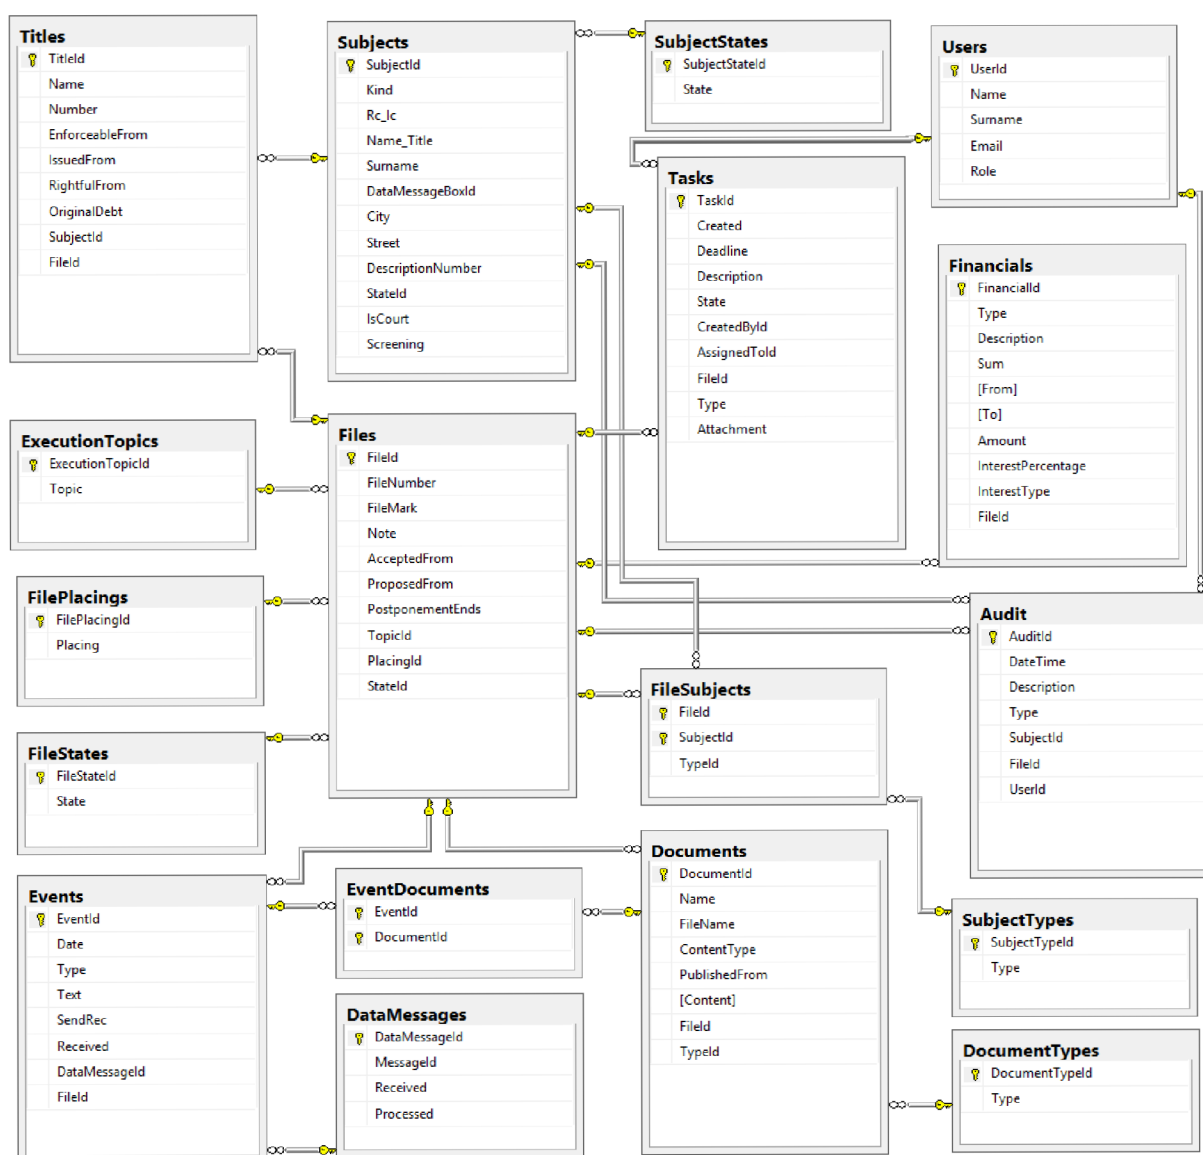 Titles
TitleId
Name
Number
EnforceableFrom
IssuedFrom
RightfulFrom
OriginalDebt
SubjectId
FileId
Subjects
SubjectId
Kind
Rc_Ic
Name_Title
Surname
DataMessageBoxId
City
Street
DescriptionNumber
StateId
IsCourt
Screening
SubjectStates
SubjectStateId
State
Users
UserId
Name
Surname
Email
Role
Tasks
TaskId
Created
Deadline
Description
State
CreatedById
AssignedToId
FileId
Type
Attachment
Financials
FinancialId
Type
Description
Sum
[From]
[To]
Amount
InterestPercentage
InterestType
FileId
ExecutionTopics
ExecutionTopicId
Topic
Files
FileId
FileNumber
FileMark
Note
AcceptedFrom
ProposedFrom
PostponementEnds
TopicId
PlacingId
StateId
FilePlacings
FilePlacingId
Placing
Audit
AuditId
DateTime
Description
Type
SubjectId
FileId
UserId
FileSubjects
FileId
SubjectId
TypeId
FileStates
FileStateId
State
Events
EventId
Date
Type
Text
SendRec
Received
DataMessageId
FileId
EventDocuments
EventId
DocumentId
Documents
DocumentId
Name
FileName
ContentType
PublishedFrom
[Content]
FileId
TypeId
SubjectTypes
SubjectTypeId
Type
DataMessages
DataMessageId
MessageId
Received
Processed
DocumentTypes
DocumentTypeId
Type